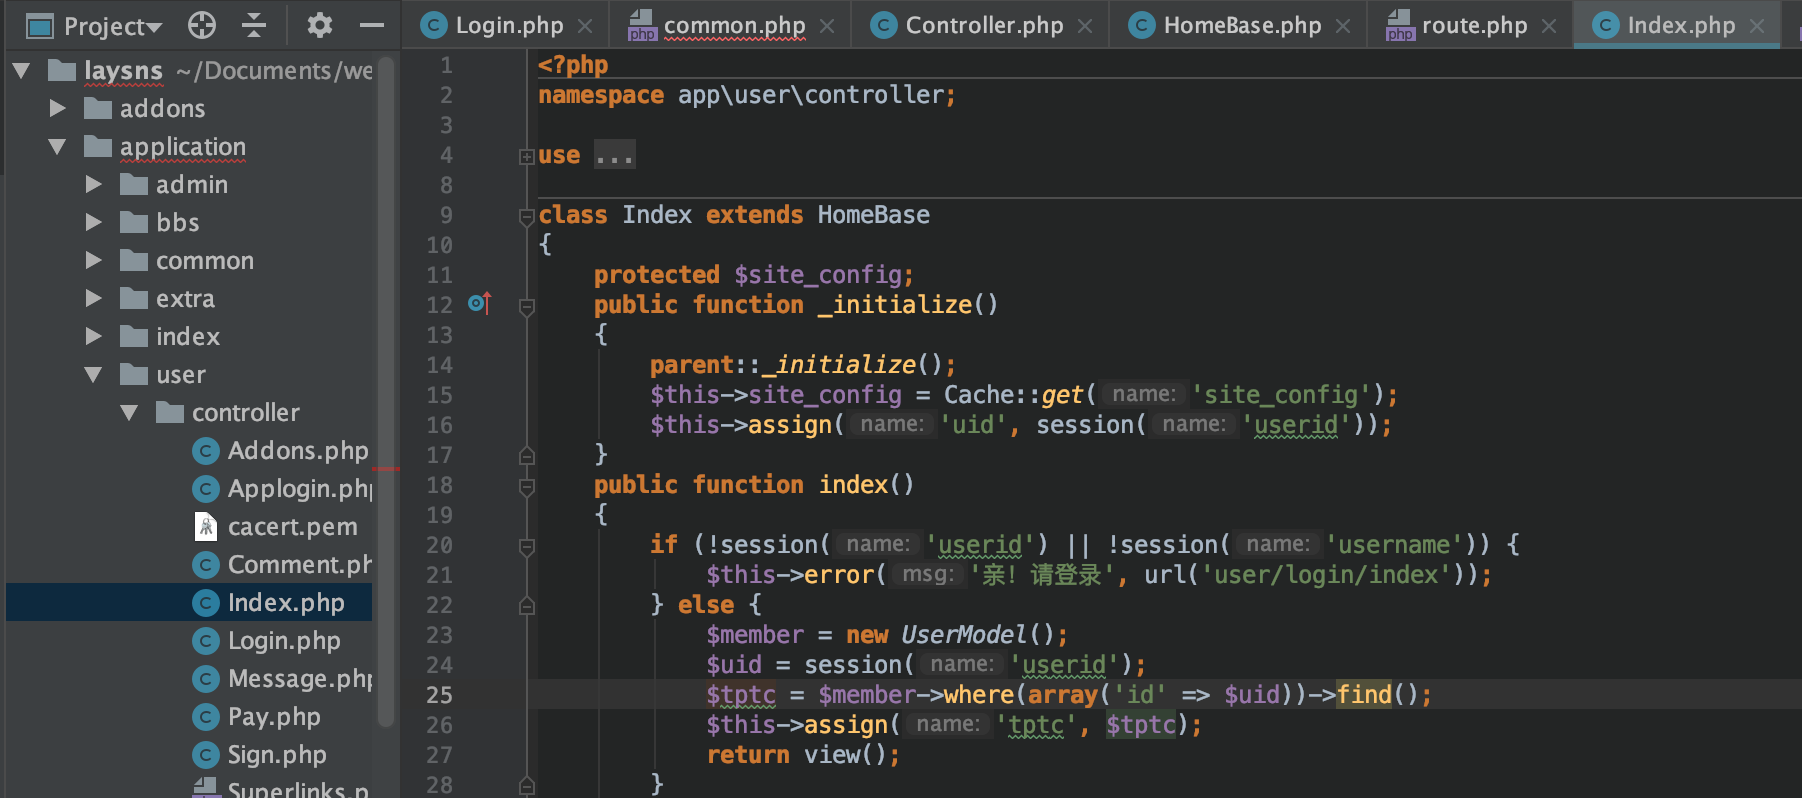 Project
Login.php
common.php
Controller.php
HomeBase.php
route.php
Index.php
php
php
laysns ~/Documents/we
addons
application
admin
bbs
common
extra
index
user
controller
Addons.php
Applogin.php
cacert.pem
Comment.ph
Index.php
Login.php
Message.php
Pay.php
Sign.php
Superlinks.p
1 <?php
2 namespace app\user\controller;
3
4 use ...
8
9 class Index extends HomeBase
10 {
11 protected $site_config;
12 public function _initialize()
13 {
14 parent::_initialize();
15 $this->site_config = Cache::get( name: 'site_config');
16 $this->assign( name: 'uid', session( name: 'userid'));
17 }
18 public function index()
19 {
20 if (!session( name: 'userid') || !session( name: 'username')) {
21 $this->error( msg: '亲！请登录', url('user/login/index'));
22 } else {
23 $member = new UserModel();
24 $uid = session( name: 'userid');
25 $tptc = $member->where(array('id' => $uid))->find();
26 $this->assign( name: 'tptc', $tptc);
27 return view();
28 }